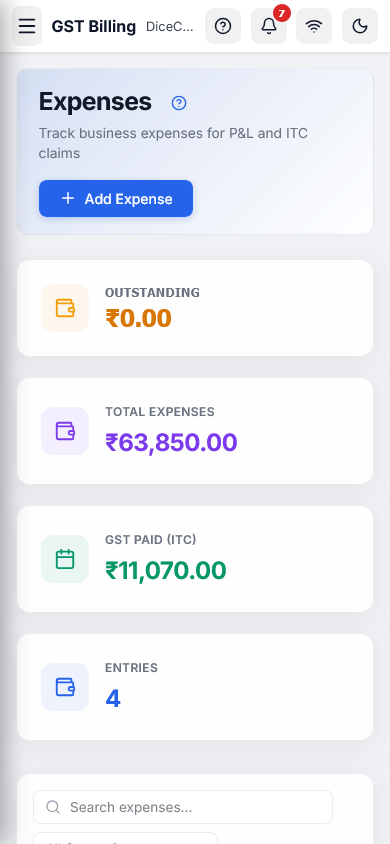 GST Billing DiceC...
7
Expenses
Track business expenses for P&L and ITC
claims
Add Expense
OUTSTANDING
₹0.00
TOTAL EXPENSES
₹63,850.00
GST PAID (ITC)
₹11,070.00
ENTRIES
4
Search expenses...